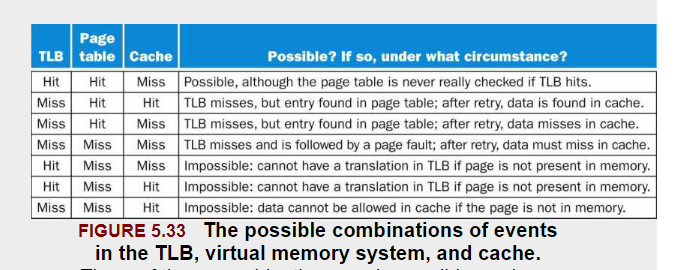 TLB Page table Cache Possible? If so, under what circumstance?
Hit Hit Miss Possible, although the page table is never really checked if TLB hits.
Miss Hit Hit TLB misses, but entry found in page table; after retry, data is found in cache.
Miss Hit Miss TLB misses, but entry found in page table; after retry, data misses in cache.
Miss Miss Miss TLB misses and is followed by a page fault; after retry, data must miss in cache.
Hit Miss Miss Impossible: cannot have a translation in TLB if page is not present in memory.
Hit Miss Hit Impossible: cannot have a translation in TLB if page is not present in memory.
Miss Miss Hit Impossible: data cannot be allowed in cache if the page is not in memory.
FIGURE 5.33 The possible combinations of events
in the TLB, virtual memory system, and cache.